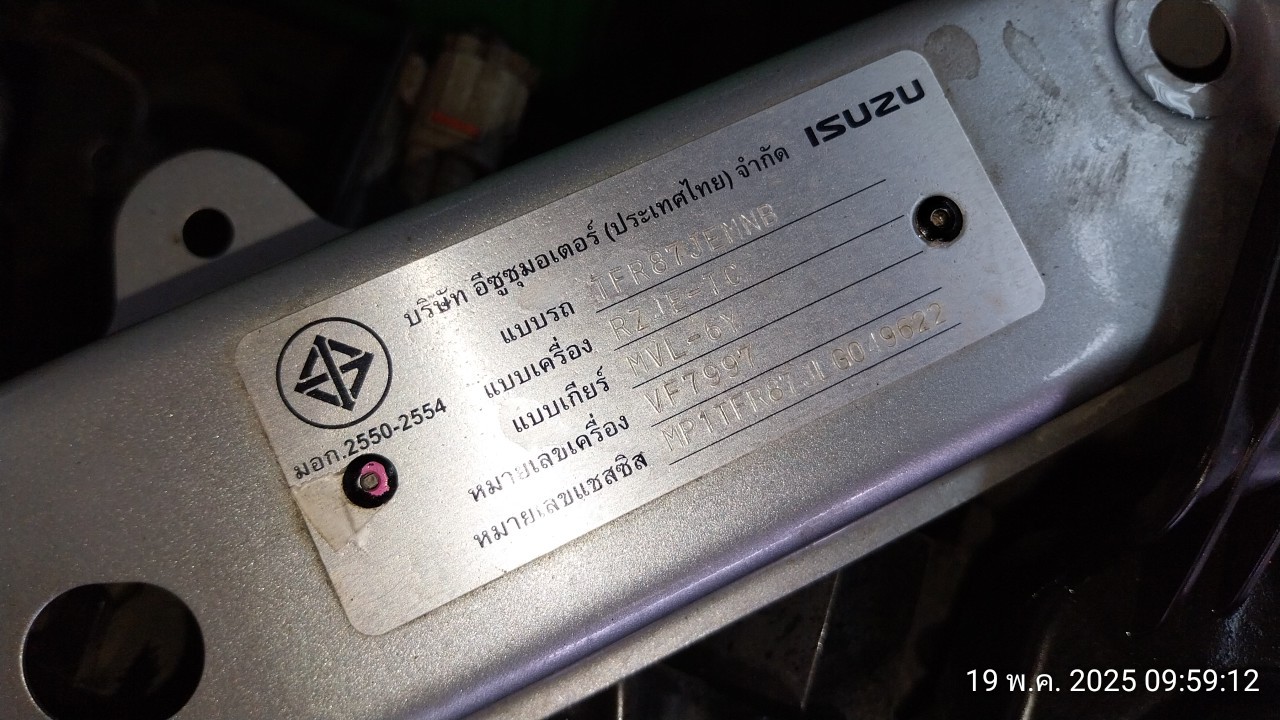 บริษัท อีซูซุมอเตอร์ (ประเทศไทย) จำกัด ISUZU
แบบรถ TFR87JEMNB
แบบเครื่อง RZ4E-TC
แบบเกียร์ MVL-6Y
หมายเลขเครื่อง VF7997
หมายเลขแชสซิส
มอก.2550-2554
19 พ.ค. 2025 09:59:12